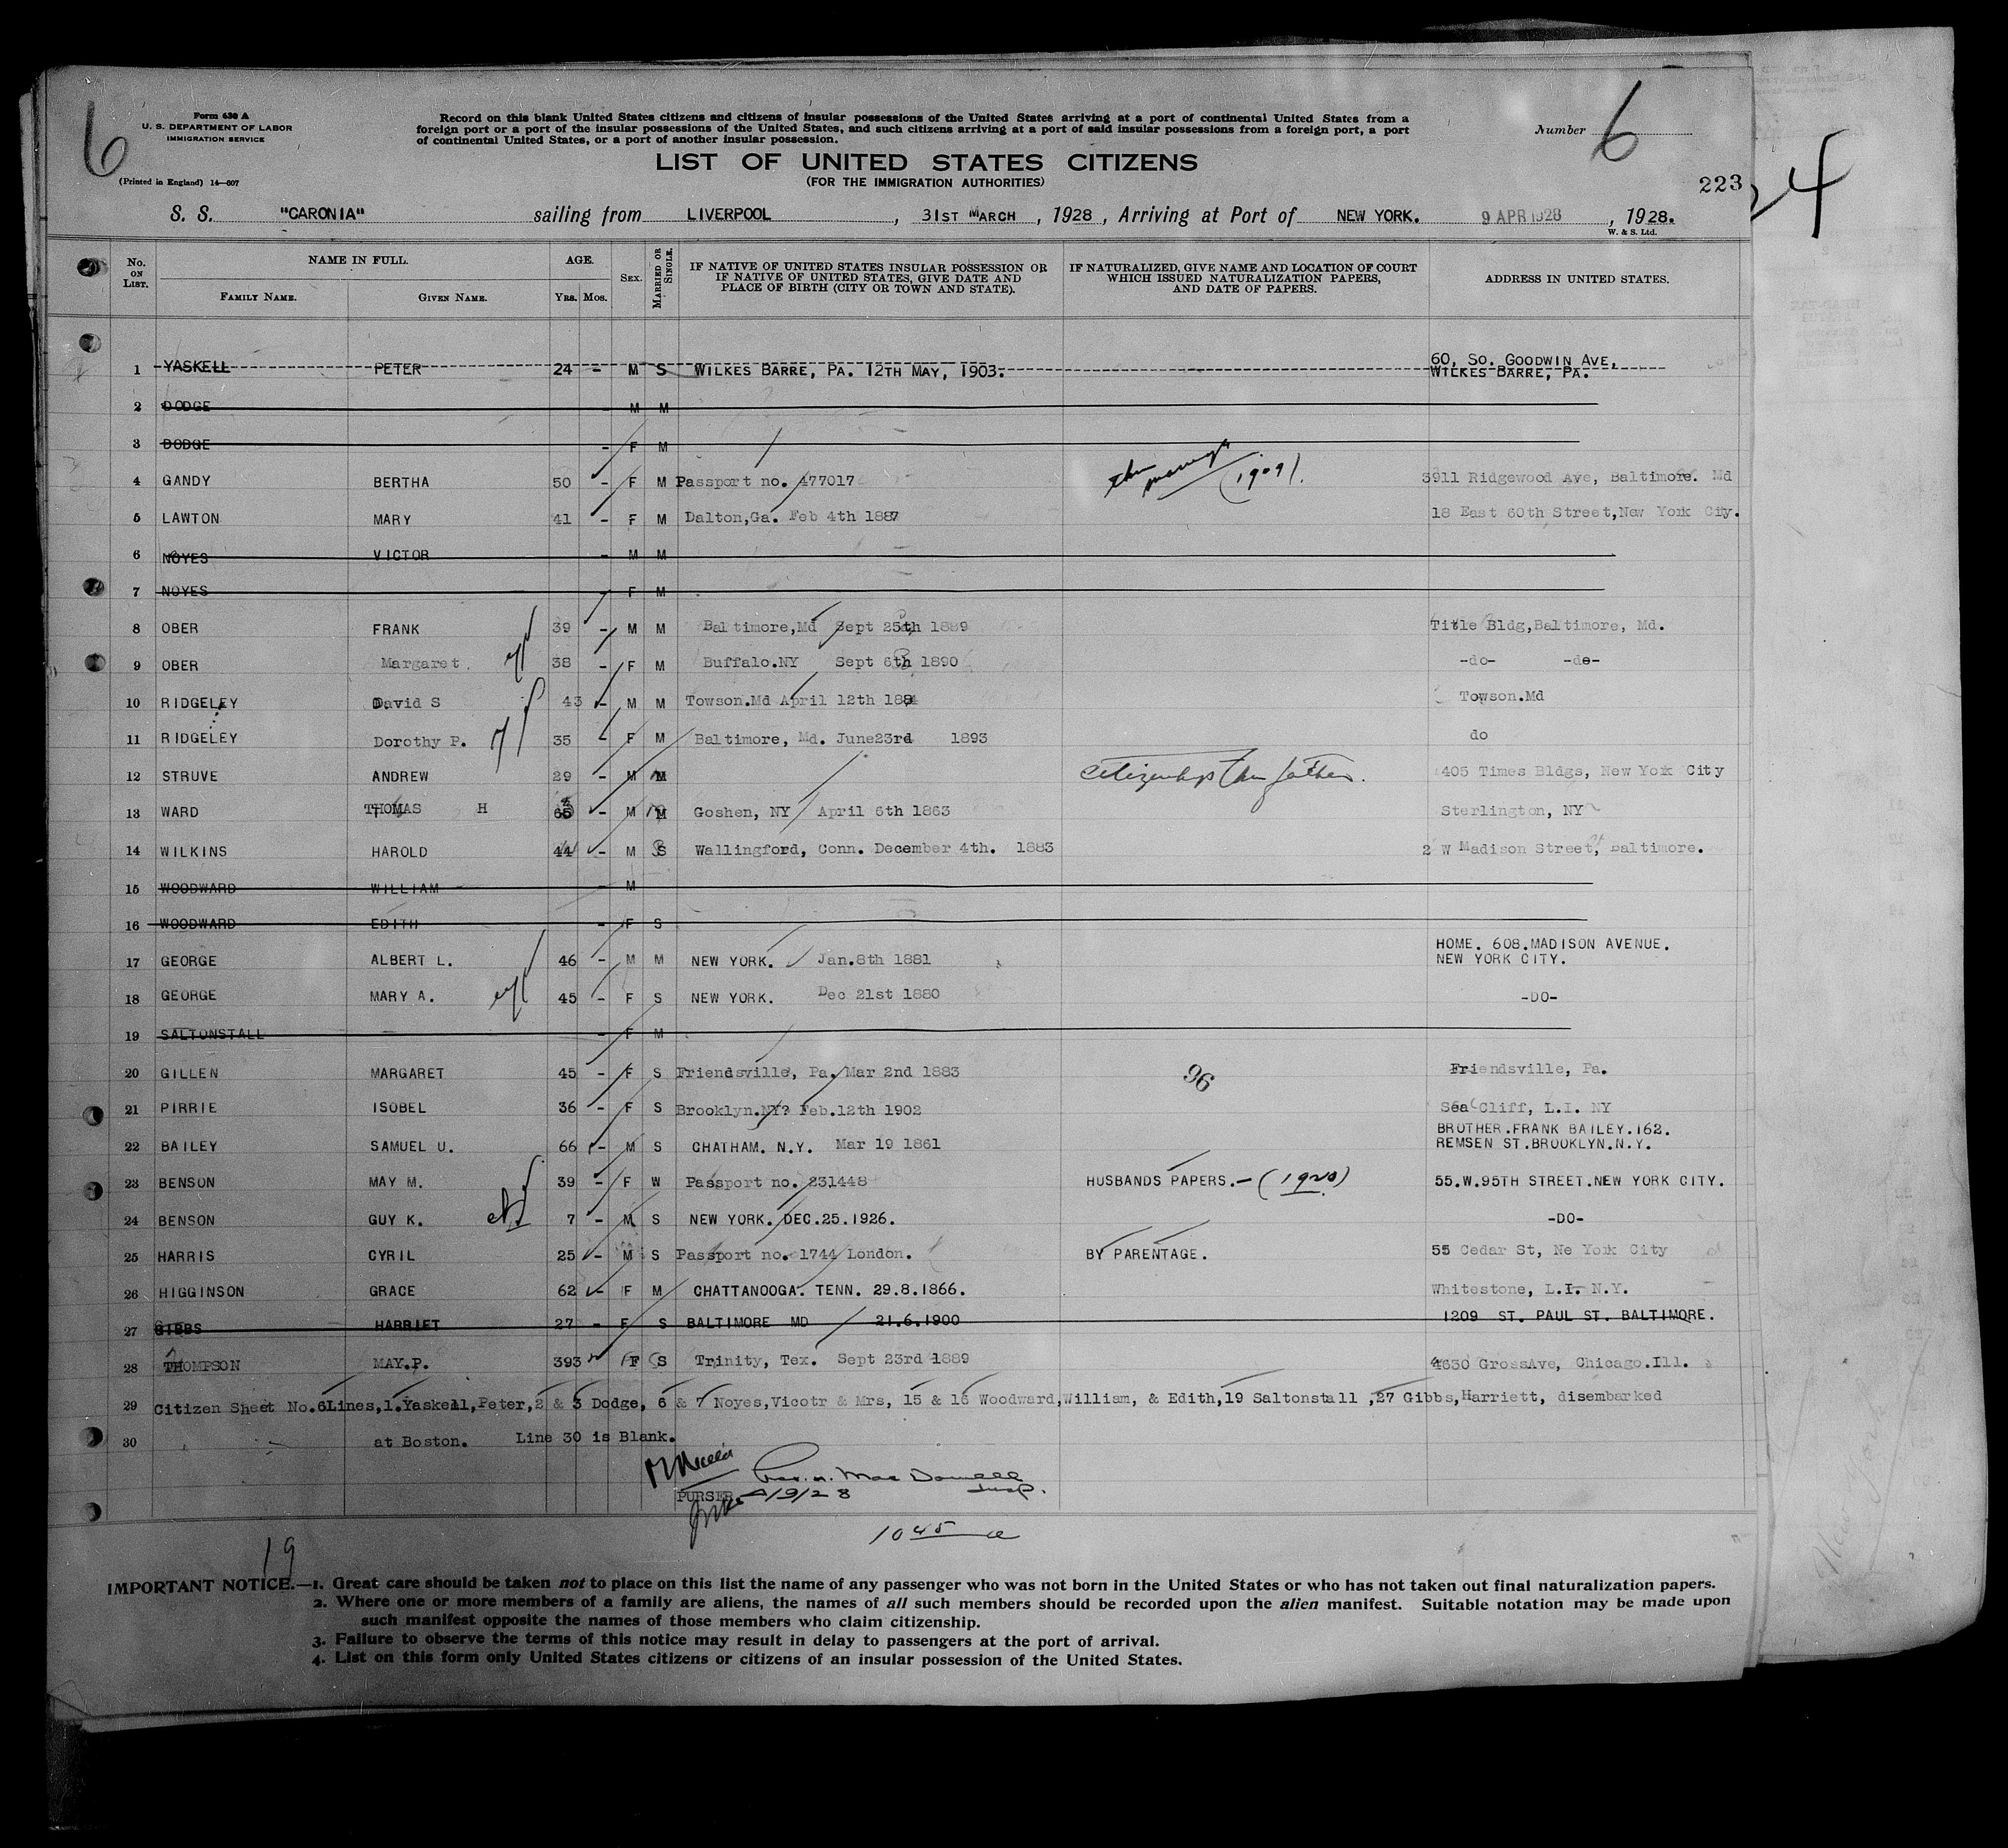 6
Form 630 A
U. S. DEPARTMENT OF LABOR
IMMIGRATION SERVICE
(Printed in England) 14—607
Record on this blank United States citizens and citizens of insular possessions of the United States arriving at a port of continental United States from a
foreign port or a port of the insular possessions of the United States, and such citizens arriving at a port of said insular possessions from a foreign port, a port
of continental United States, or a port of another insular possession.
Number 6
LIST OF UNITED STATES CITIZENS
(FOR THE IMMIGRATION AUTHORITIES)
223
24
S. S. "CARONIA" sailing from LIVERPOOL, 31ST MARCH, 1928, Arriving at Port of NEW YORK. 9 APR 1928, 1928.
W. & S. Ltd.
No. ON LIST. NAME IN FULL. FAMILY NAME. GIVEN NAME. AGE. YRS. MOS. SEX. MARRIED OR SINGLE. IF NATIVE OF UNITED STATES INSULAR POSSESSION OR IF NATIVE OF UNITED STATES, GIVE DATE AND PLACE OF BIRTH (CITY OR TOWN AND STATE). IF NATURALIZED, GIVE NAME AND LOCATION OF COURT WHICH ISSUED NATURALIZATION PAPERS, AND DATE OF PAPERS. ADDRESS IN UNITED STATES.
1 YASKELL PETER 24 - M S WILKES BARRE, PA. 12TH MAY, 1903. 60, SO. GOODWIN AVE, WILKES BARRE, PA.
2 DODGE - M M
3 DODGE - F M
4 GANDY BERTHA 50 - F M Passport no. 477017 thru marriage (1909). 3911 Ridgewood Ave, Baltimore. Md
5 LAWTON MARY 41 - F M Dalton,Ga. Feb 4th 1887 18 East 60th Street,New York City.
6 NOYES VICTOR - M M
7 NOYES - F M
8 OBER FRANK 39 - M M Baltimore,Md Sept 25th 1889 Title Bldg,Baltimore, Md.
9 OBER Margaret. 38 - F M Buffalo.NY Sept 6th 1890 -do- -do-
10 RIDGELEY David S 43 - M M Towson.Md April 12th 1884 Towson.Md
11 RIDGELEY Dorothy P. 35 - F M Baltimore, Md. June23rd 1893 do
12 STRUVE ANDREW 29 - M M Citizenship thru father. 405 Times Bldgs, New York City
13 WARD THOMAS H 65 - M M Goshen, NY April 6th 1863 Sterlington, NY
14 WILKINS HAROLD 44 - M S Wallingford, Conn. December 4th. 1883 2 W Madison Street, Baltimore.
15 WOODWARD WILLIAM - M
16 WOODWARD EDITH - F S
17 GEORGE ALBERT L. 46 - M M NEW YORK. Jan.8th 1881 HOME. 608.MADISON AVENUE. NEW YORK CITY.
18 GEORGE MARY A. 45 - F S NEW YORK. Dec 21st 1880 -DO-
19 SALTONSTALL - F M
20 GILLEN MARGARET 45 - F S Friendsville, Pa. Mar 2nd 1883 96 Friendsville, Pa.
21 PIRRIE ISOBEL 36 - F S Brooklyn.NY? Feb.12th 1902 Sea Cliff, L.I. NY
22 BAILEY SAMUEL U. 66 - M S CHATHAM. N.Y. Mar 19 1861 BROTHER.FRANK BAILEY.162. REMSEN ST.BROOKLYN.N.Y.
23 BENSON MAY M. 39 - F W Passport no. 231448 HUSBANDS PAPERS.- (1920) 55.W.95TH STREET.NEW YORK CITY.
24 BENSON GUY K. 7 - M S NEW YORK. DEC.25.1926. -DO-
25 HARRIS CYRIL 25 - M S Passport no. 1744 London. BY PARENTAGE. 55 Cedar St, Ne York City
26 HIGGINSON GRACE 62 - F M CHATTANOOGA. TENN. 29.8.1866. Whitestone, L.I. N.Y.
27 GIBBS HARRIET 27 - F S BALTIMORE MD 21.6.1900 1209 ST. PAUL ST. BALTIMORE.
28 THOMPSON MAY.P. 393 F S Trinity, Tex. Sept 23rd 1889 4630 GrossAve, Chicago.Ill.
29 Citizen Sheet No.6Lines,1.Yaskell,Peter,2 & 3 Dodge, 6 & 7 Noyes,Vicotr & Mrs, 15 & 16 Woodward,William, & Edith,19 Saltonstall ,27 Gibbs,Harriett, disembarked
30 at Boston. Line 30 is Blank.
Mac Dowell
Insp.
PURSER 4/9/28
10 45 a
19
IMPORTANT NOTICE.—1. Great care should be taken not to place on this list the name of any passenger who was not born in the United States or who has not taken out final naturalization papers.
2. Where one or more members of a family are aliens, the names of all such members should be recorded upon the alien manifest. Suitable notation may be made upon
such manifest opposite the names of those members who claim citizenship.
3. Failure to observe the terms of this notice may result in delay to passengers at the port of arrival.
4. List on this form only United States citizens or citizens of an insular possession of the United States.